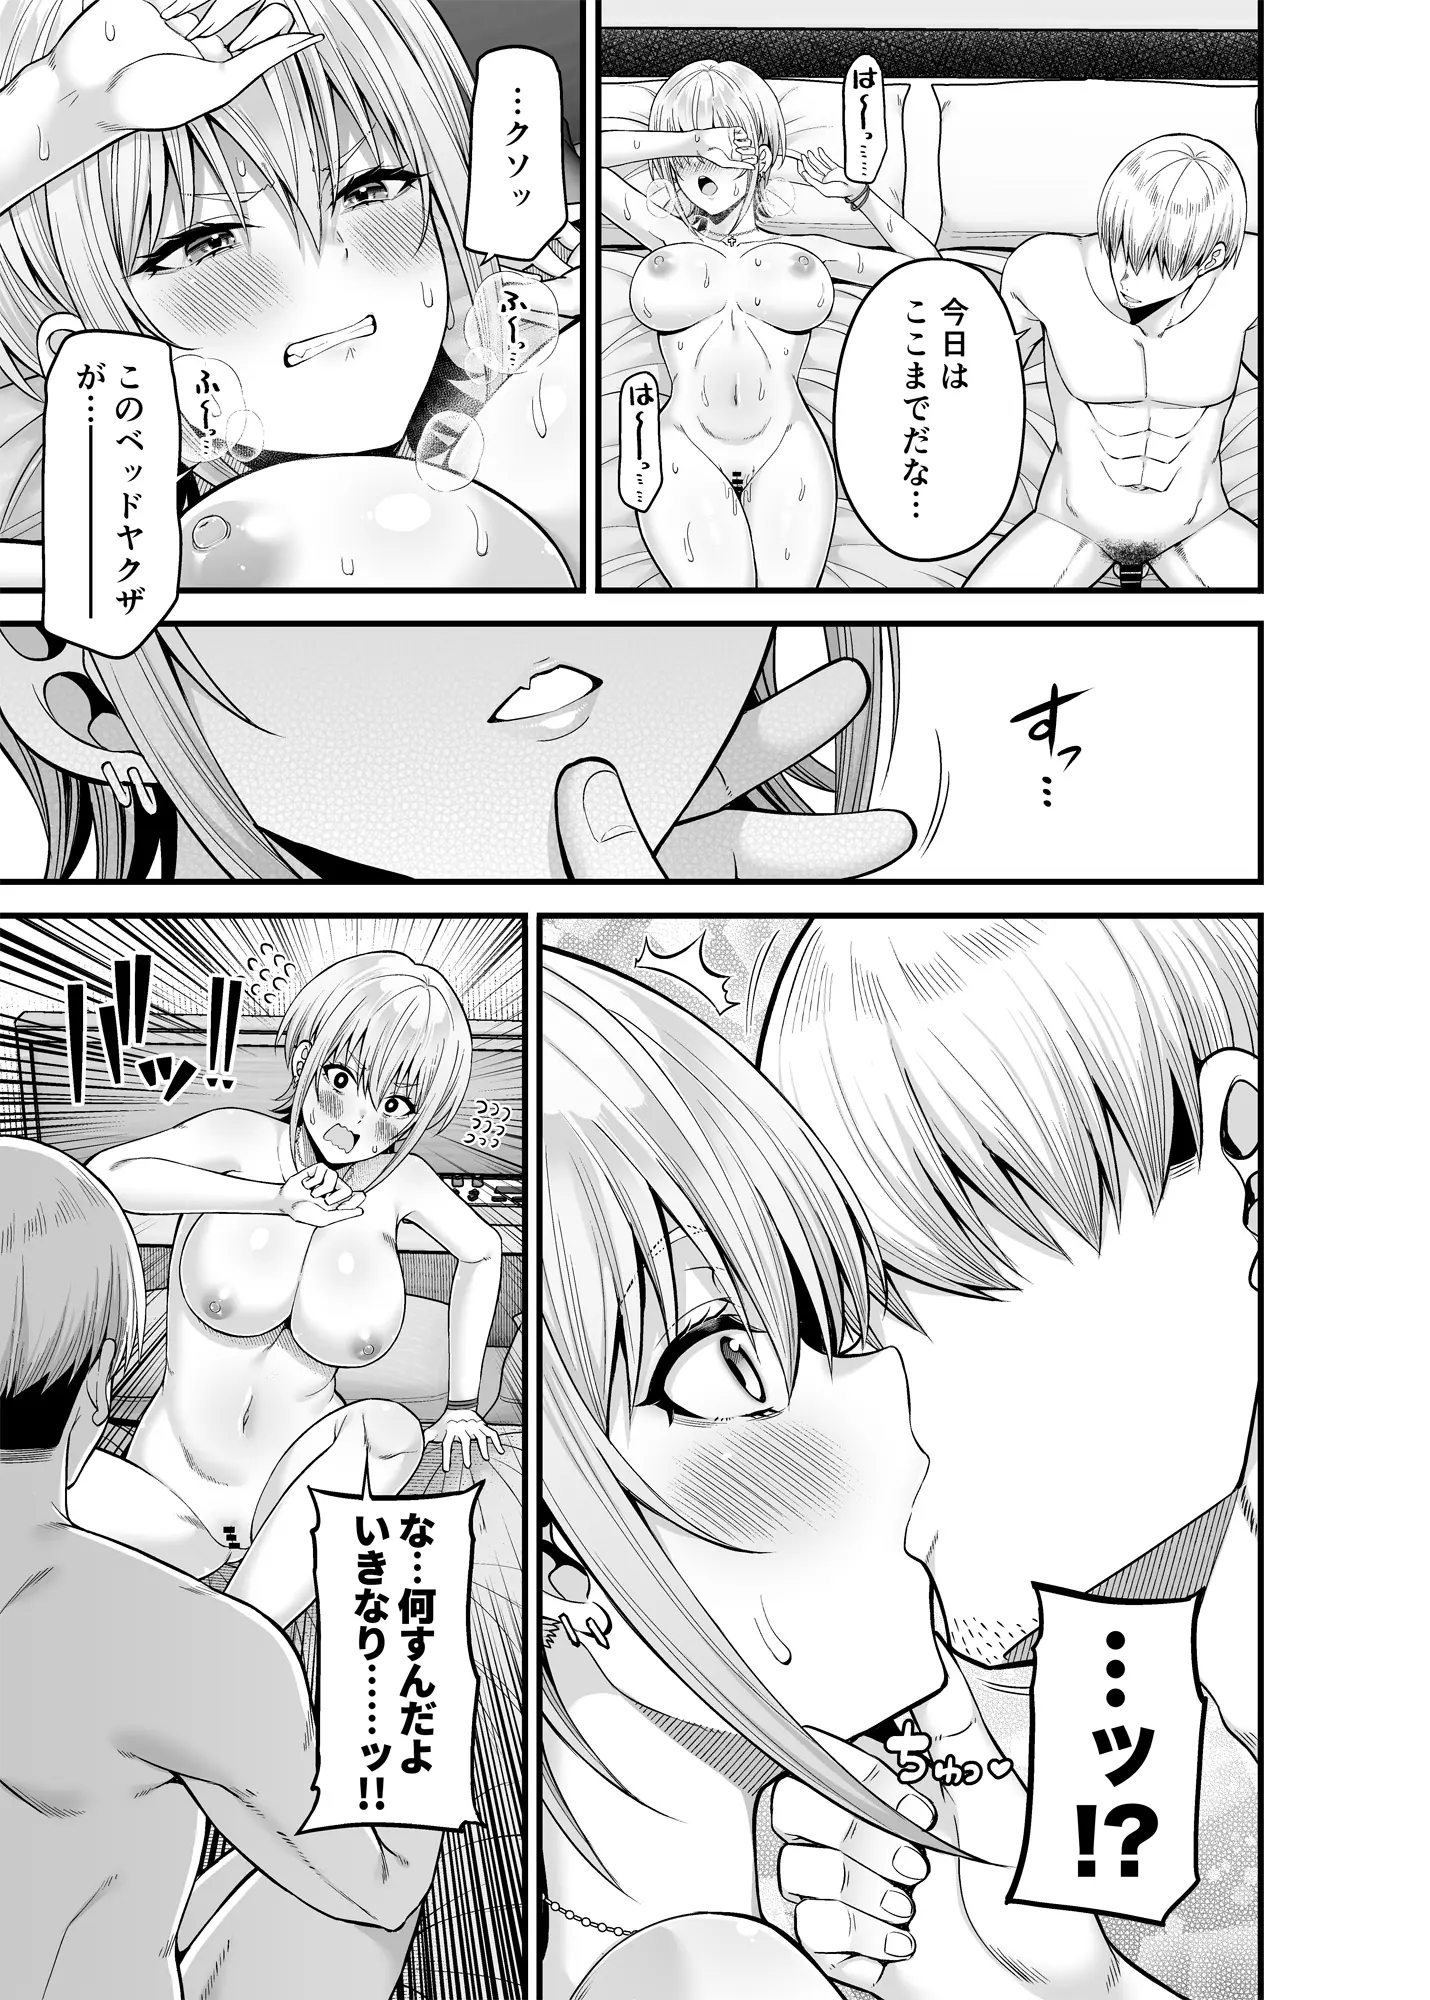 は〜っ……
今日は
ここまでだな…
は〜っ……
…クソッ
ふ〜っ…
ふ〜っ…
このベッドヤクザ
が…――
すっ…
…ッ!?
ちゅっ♥
バッ!!
な…何すんだよ
いきなり……ッ!!